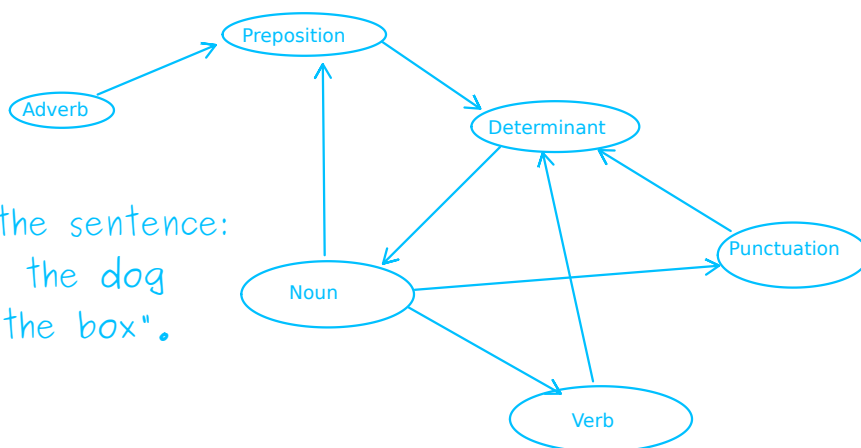 Preposition
Adverb
Determinant
the sentence:
the dog
the box".
Noun
Punctuation
Verb